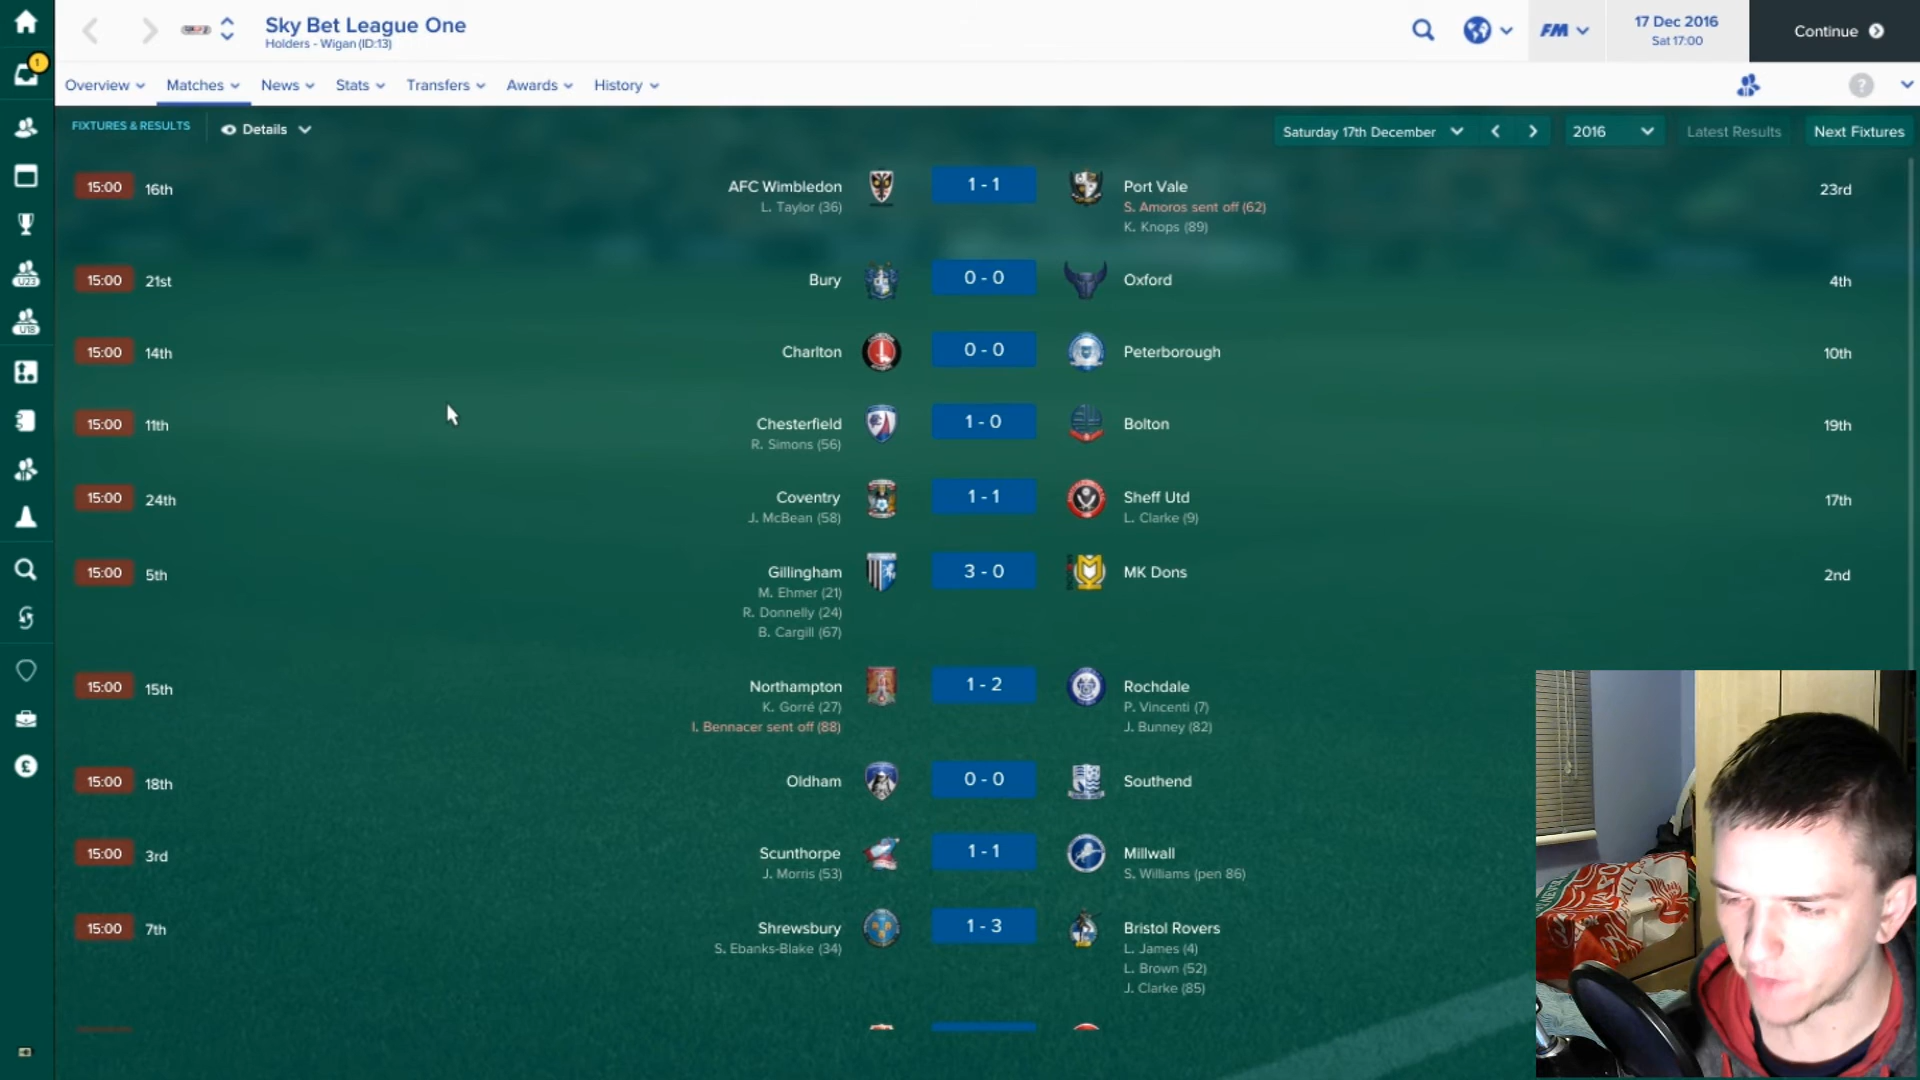 Sky Bet League One
Holders - Wigan (ID:13)
FM
17 Dec 2016
Sat 17:00
Continue
1
Overview
Matches
News
Stats
Transfers
Awards
History
?
FIXTURES & RESULTS
Details
Saturday 17th December
2016
Latest Results
Next Fixtures
15:00 16th AFC Wimbledon 1 - 1 Port Vale 23rd
L. Taylor (36) S. Amoros sent off (62)
K. Knops (89)
15:00 21st Bury 0 - 0 Oxford 4th
U23
U18
15:00 14th Charlton 0 - 0 Peterborough 10th
15:00 11th Chesterfield 1 - 0 Bolton 19th
R. Simons (56)
15:00 24th Coventry 1 - 1 Sheff Utd 17th
J. McBean (58) L. Clarke (9)
15:00 5th Gillingham 3 - 0 MK Dons 2nd
M. Ehmer (21)
R. Donnelly (24)
B. Cargill (67)
15:00 15th Northampton 1 - 2 Rochdale
K. Gorré (27) P. Vincenti (7)
I. Bennacer sent off (88) J. Bunney (82)
15:00 18th Oldham 0 - 0 Southend
15:00 3rd Scunthorpe 1 - 1 Millwall
J. Morris (53) S. Williams (pen 86)
15:00 7th Shrewsbury 1 - 3 Bristol Rovers
S. Ebanks-Blake (34) L. James (4)
L. Brown (52)
J. Clarke (85)